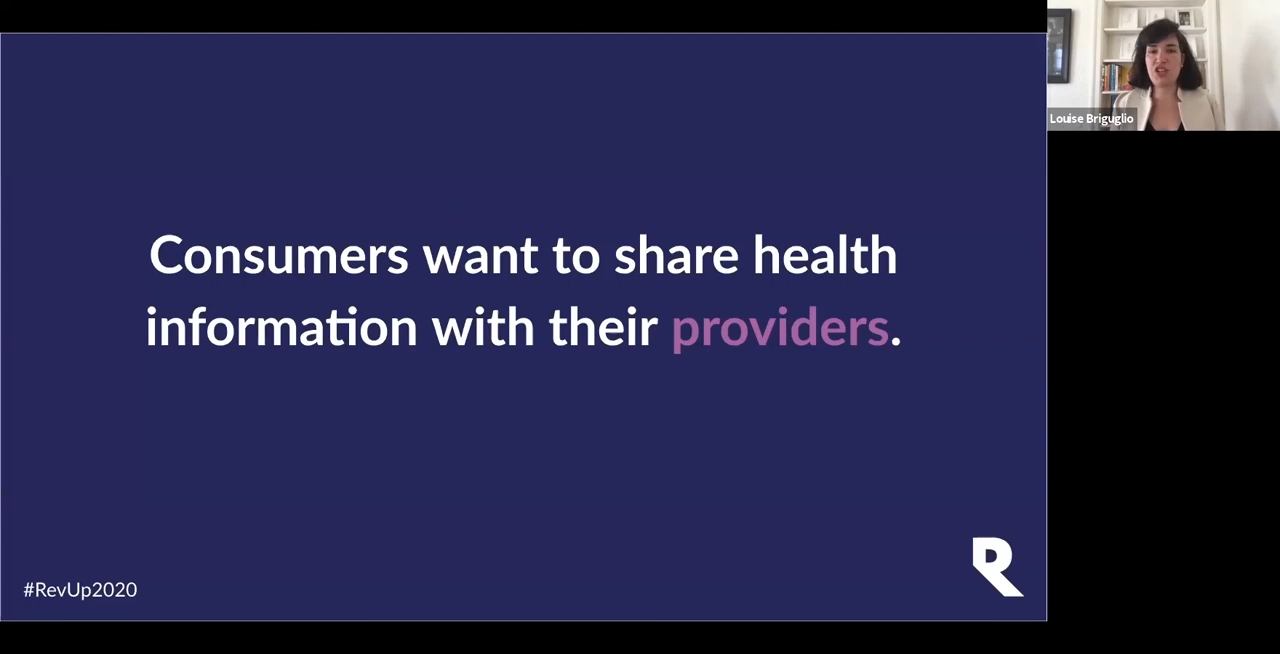 Louise Briguglio
Consumers want to share health
information with their providers.
#RevUp2020
R